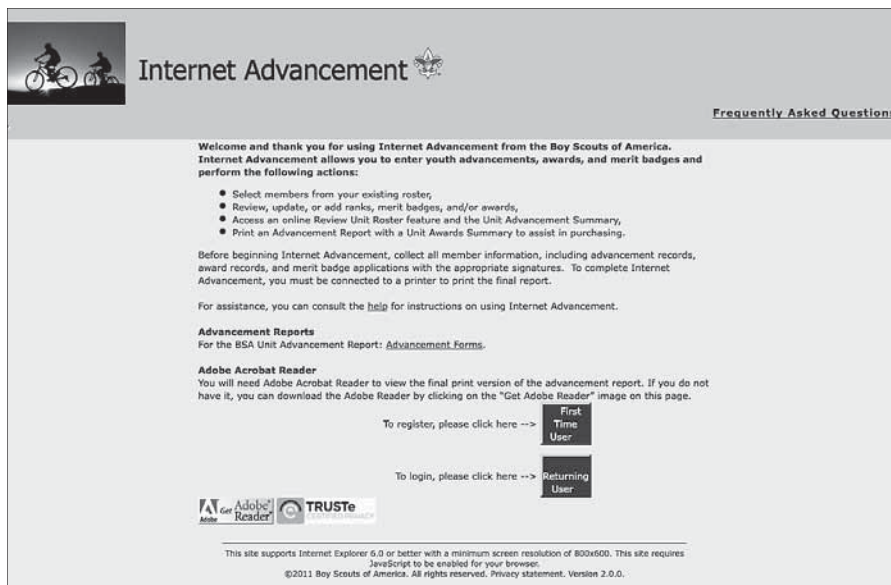 Internet Advancement
Frequently Asked Question
Welcome and thank you for using Internet Advancement from the Boy Scouts of America.
Internet Advancement allows you to enter youth advancements, awards, and merit badges and
perform the following actions:
● Select members from your existing roster,
● Review, update, or add ranks, merit badges, and/or awards,
● Access an online Review Unit Roster feature and the Unit Advancement Summary,
● Print an Advancement Report with a Unit Awards Summary to assist in purchasing.
Before beginning Internet Advancement, collect all member information, including advancement records,
award records, and merit badge applications with the appropriate signatures. To complete Internet
Advancement, you must be connected to a printer to print the final report.
For assistance, you can consult the help for instructions on using Internet Advancement.
Advancement Reports
For the BSA Unit Advancement Report: Advancement Forms.
Adobe Acrobat Reader
You will need Adobe Acrobat Reader to view the final print version of the advancement report. If you do not
have it, you can download the Adobe Reader by clicking on the "Get Adobe Reader" image on this page.
To register, please click here --> First
Time
User
To login, please click here --> Returning
User
Adobe Get Adobe® Reader®
TRUSTe
CERTIFIED PRIVACY
This site supports Internet Explorer 6.0 or better with a minimum screen resolution of 800x600. This site requires
JavaScript to be enabled for your browser.
©2011 Boy Scouts of America. All rights reserved. Privacy statement. Version 2.0.0.